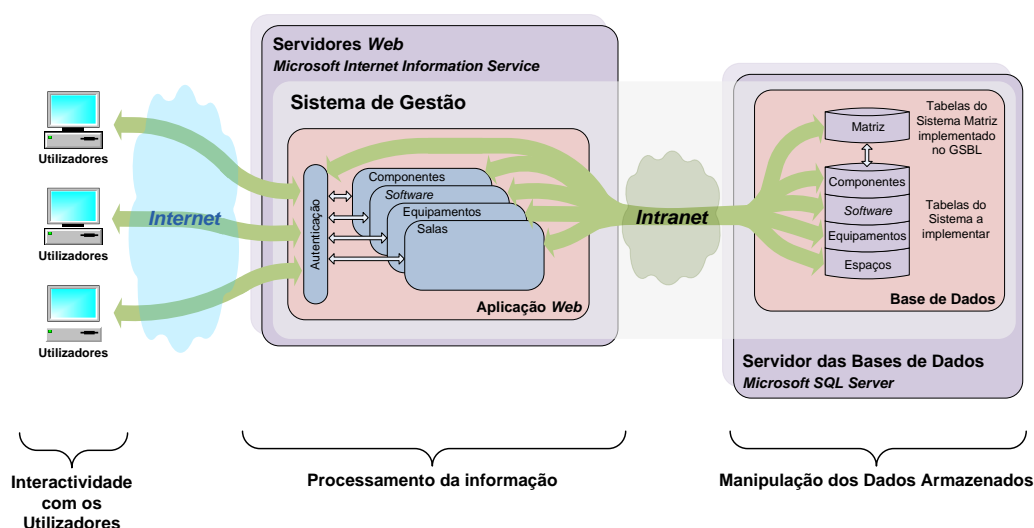 Servidores Web
Microsoft Internet Information Service
Sistema de Gestão
Utilizadores
Utilizadores
Utilizadores
Internet
Autenticação
Componentes
Software
Equipamentos
Salas
Aplicação Web
Intranet
Matriz
Tabelas do
Sistema Matriz
implementado
no GSBL
Componentes
Software
Equipamentos
Espaços
Tabelas do
Sistema a
implementar
Base de Dados
Servidor das Bases de Dados
Microsoft SQL Server
Interactividade
com os
Utilizadores
Processamento da informação
Manipulação dos Dados Armazenados